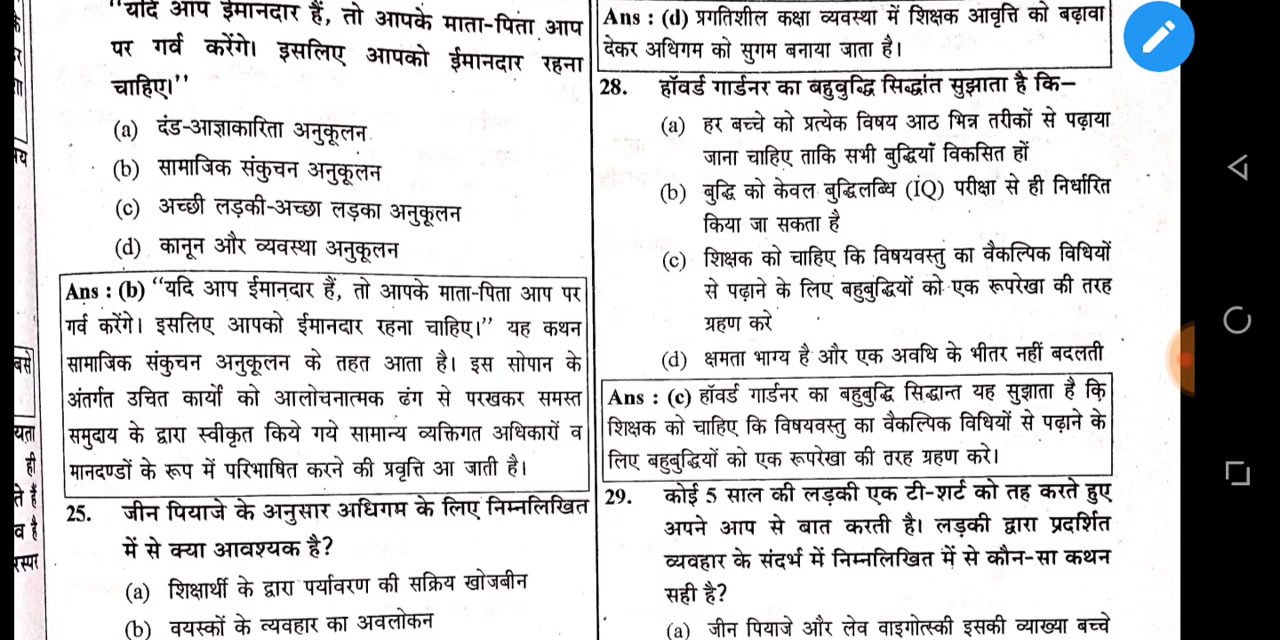 "यदि आप ईमानदार हैं, तो आपके माता-पिता आप
पर गर्व करेंगे। इसलिए आपको ईमानदार रहना
चाहिए।"
(a) दंड-आज्ञाकारिता अनुकूलन
(b) सामाजिक संकुचन अनुकूलन
(c) अच्छी लड़की-अच्छा लड़का अनुकूलन
(d) कानून और व्यवस्था अनुकूलन
Ans : (b) "यदि आप ईमानदार हैं, तो आपके माता-पिता आप पर
गर्व करेंगे। इसलिए आपको ईमानदार रहना चाहिए।" यह कथन
सामाजिक संकुचन अनुकूलन के तहत आता है। इस सोपान के
अंतर्गत उचित कार्यो को आलोचनात्मक ढंग से परखकर समस्त
समुदाय के द्वारा स्वीकृत किये गये सामान्य व्यक्तिगत अधिकारों व
मानदण्डों के रूप में परिभाषित करने की प्रवृत्ति आ जाती है।
25. जीन पियाजे के अनुसार अधिगम के लिए निम्नलिखित
में से क्या आवश्यक है?
(a) शिक्षार्थी के द्वारा पर्यावरण की सक्रिय खोजबीन
(b) वयस्कों के व्यवहार का अवलोकन
Ans : (d) प्रगतिशील कक्षा व्यवस्था में शिक्षक आवृत्ति को बढ़ावा
देकर अधिगम को सुगम बनाया जाता है।
28. हॉवर्ड गार्डनर का बहुबुद्धि सिद्धांत सुझाता है कि–
(a) हर बच्चे को प्रत्येक विषय आठ भिन्न तरीकों से पढ़ाया
जाना चाहिए ताकि सभी बुद्धियाँ विकसित हों
(b) बुद्धि को केवल बुद्धिलब्धि (IQ) परीक्षा से ही निर्धारित
किया जा सकता है
(c) शिक्षक को चाहिए कि विषयवस्तु का वैकल्पिक विधियों
से पढ़ाने के लिए बहुबुद्धियों को एक रूपरेखा की तरह
ग्रहण करे
(d) क्षमता भाग्य है और एक अवधि के भीतर नहीं बदलती
Ans : (c) हॉवर्ड गार्डनर का बहुबुद्धि सिद्धान्त यह सुझाता है कि
शिक्षक को चाहिए कि विषयवस्तु का वैकल्पिक विधियों से पढ़ाने के
लिए बहुबुद्धियों को एक रूपरेखा की तरह ग्रहण करे।
29. कोई 5 साल की लड़की एक टी-शर्ट को तह करते हुए
अपने आप से बात करती है। लड़की द्वारा प्रदर्शित
व्यवहार के संदर्भ में निम्नलिखित में से कौन-सा कथन
सही है?
(a) जीन पियाजे और लेव वाइगोत्स्की इसकी व्याख्या बच्चे